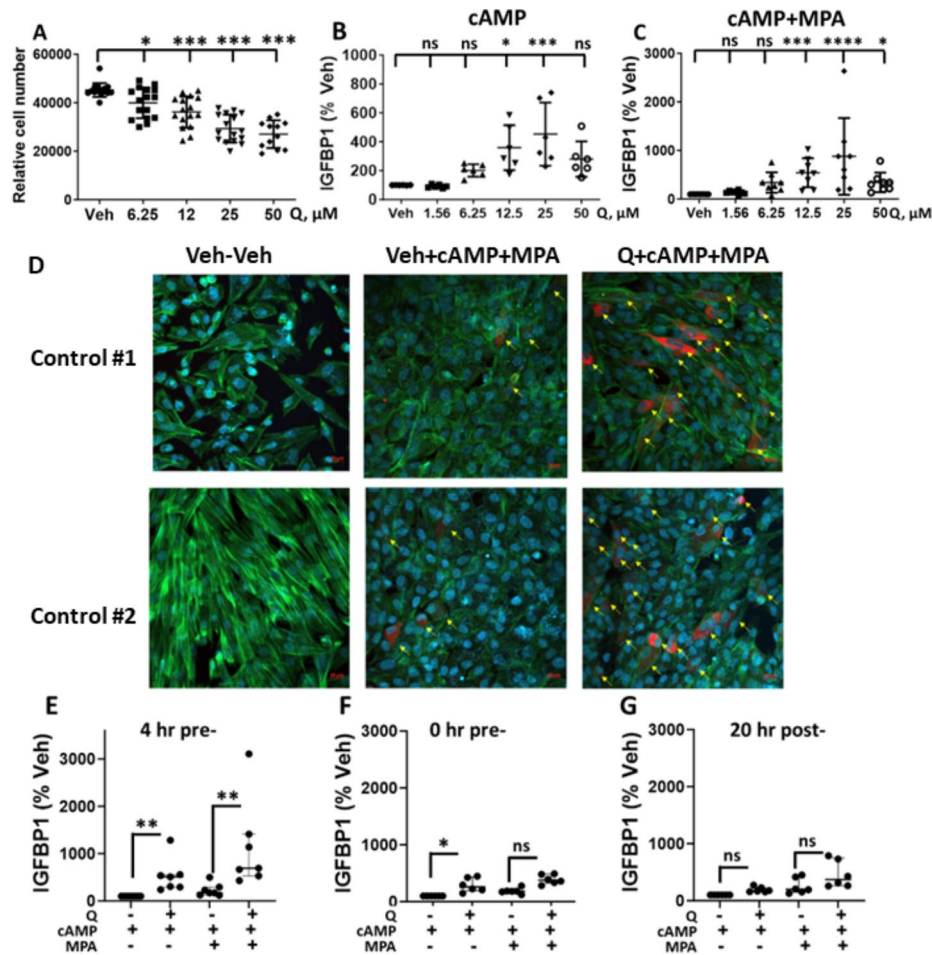 A
* *** *** ***
Relative cell number
60000
40000
20000
0
Veh 6.25 12 25 50 Q, μM
B
cAMP
ns ns * *** ns
IGFBP1 (% Veh)
1000
800
600
400
200
0
Veh 1.56 6.25 12.5 25 50
C
cAMP+MPA
ns ns *** **** *
IGFBP1 (% Veh)
3000
2000
1000
0
Veh 1.56 6.25 12.5 25 50 Q, μM
D
Veh-Veh Veh+cAMP+MPA Q+cAMP+MPA
Control #1
Control #2
E
4 hr pre-
IGFBP1 (% Veh)
3000
2000
1000
0
** **
- + - + Q
+ + + + cAMP
- - + + MPA
F
0 hr pre-
IGFBP1 (% Veh)
3000
2000
1000
0
* ns
- + - + Q
+ + + + cAMP
- - + + MPA
G
20 hr post-
IGFBP1 (% Veh)
3000
2000
1000
0
ns ns
- + - + Q
+ + + + cAMP
- - + + MPA